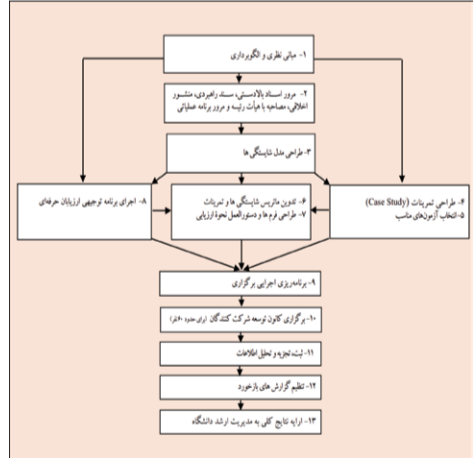 ۱- مبانی نظری و الگوبرداری
۲- مرور اسناد بالادستی، سند راهبردی، منشور
اخلاقی، مصاحبه با هیأت رئیسه و مرور برنامه عملیاتی
۳- طراحی مدل شایستگی ها
۴- طراحی تمرینات (Case Study)
۵- انتخاب آزمون‌های مناسب
۶- تدوین ماتریس شایستگی ها و تمرینات
۷- طراحی فرم ها و دستورالعمل نحوۀ ارزیابی
۸- اجرای برنامه توجیهی ارزیابان حرفه‌ای
۹- برنامه‌ریزی اجرایی برگزاری
۱۰- برگزاری کانون توسعه شرکت کنندگان (برای حدود ۶۰ نفر)
۱۱- ثبت، تجزیه و تحلیل اطلاعات
۱۲- تنظیم گزارش های بازخورد
۱۳- ارایه نتایج کلی به مدیریت ارشد دانشگاه